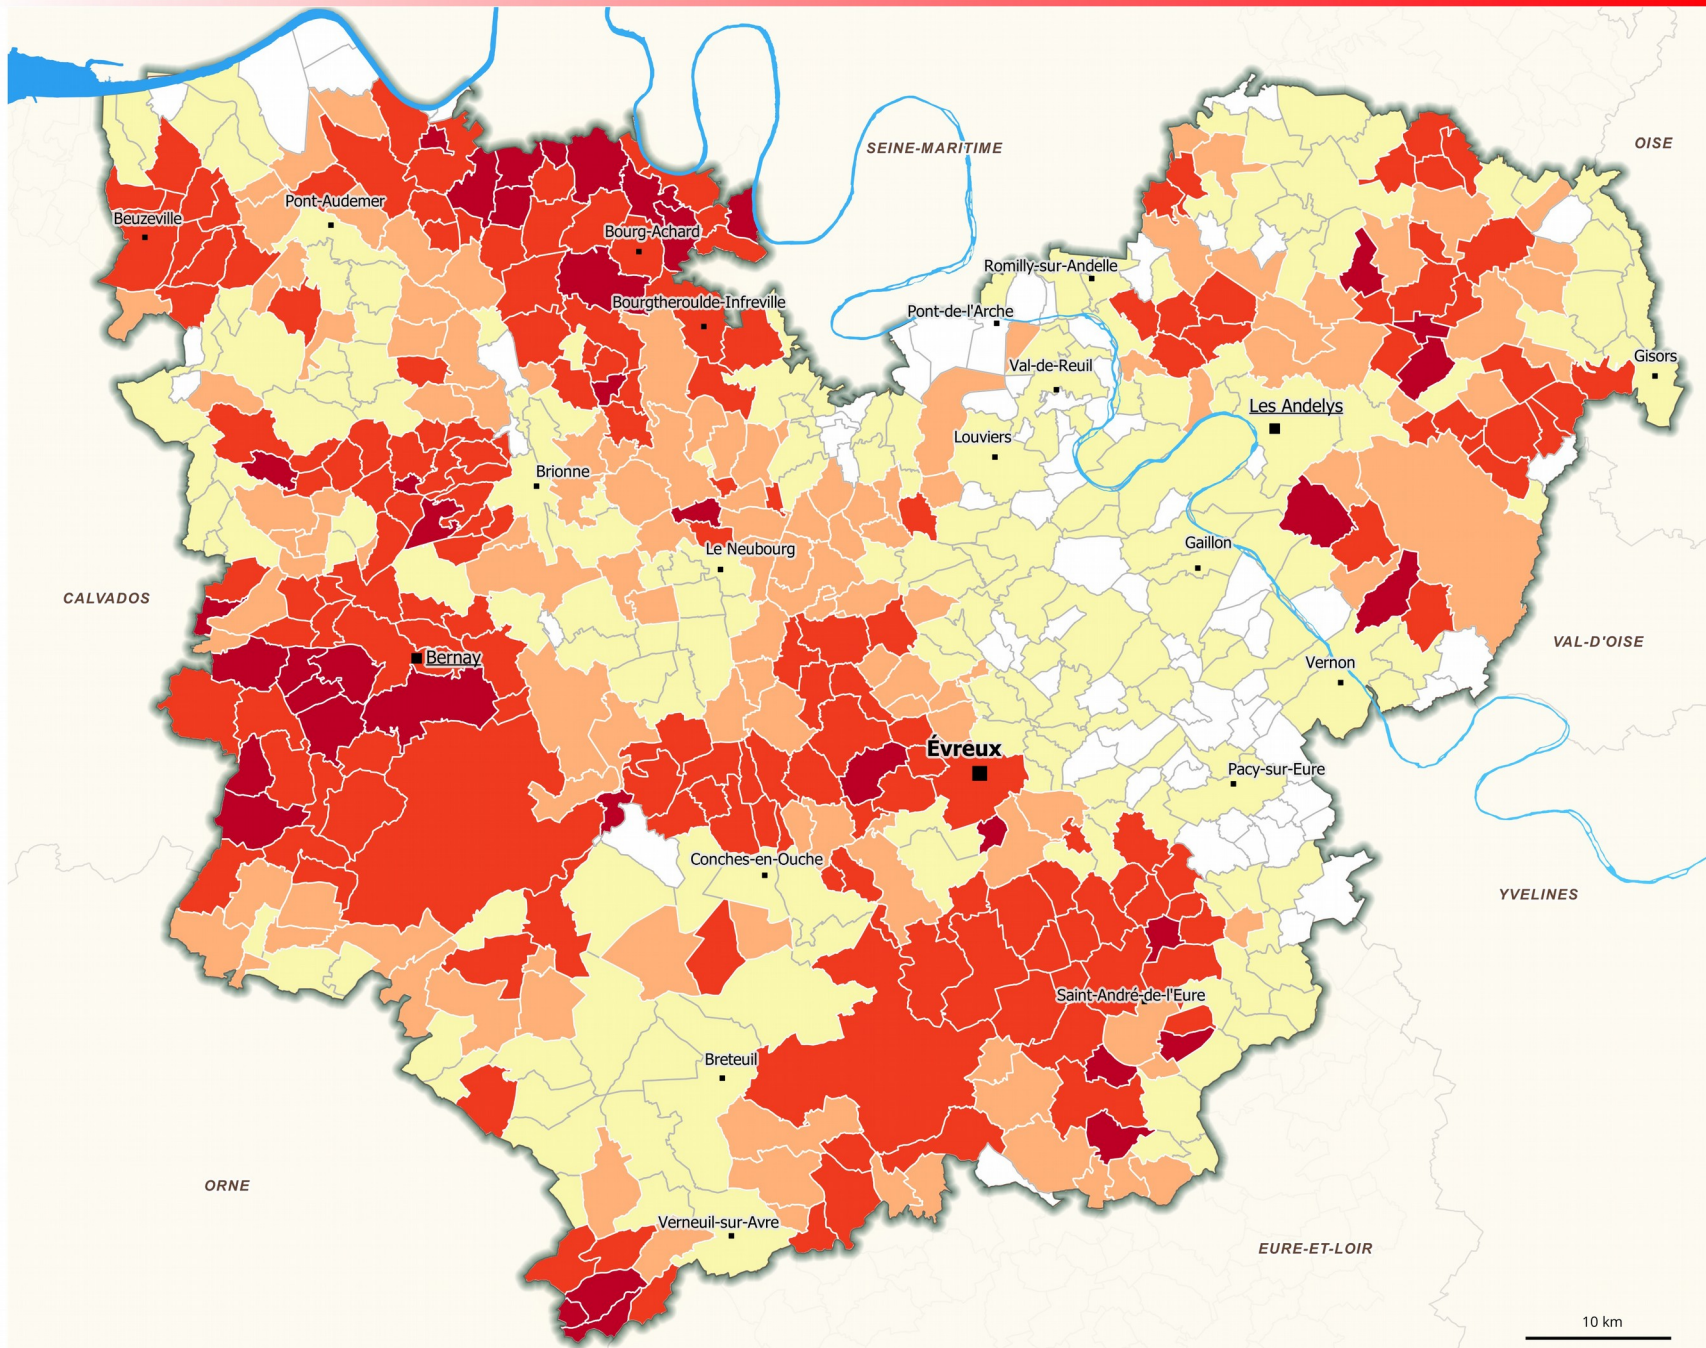 SEINE-MARITIME
OISE
Pont-Audemer
Beuzeville
Bourg-Achard
Romilly-sur-Andelle
Bourgtheroulde-Infreville
Pont-de-l'Arche
Gisors
Val-de-Reuil
Les Andelys
Louviers
Brionne
Gaillon
Le Neubourg
CALVADOS
VAL-D'OISE
Bernay
Vernon
Évreux
Pacy-sur-Eure
Conches-en-Ouche
YVELINES
Saint-André-de-l'Eure
Breteuil
ORNE
Verneuil-sur-Avre
EURE-ET-LOIR
10 km